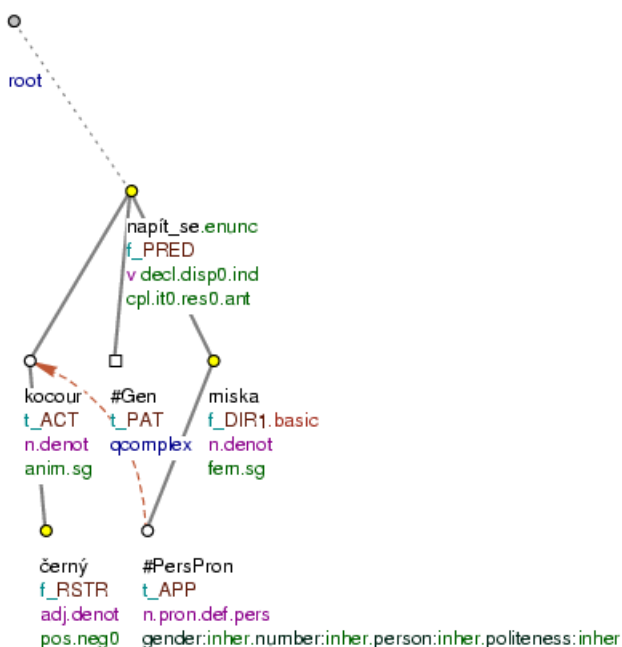 root
napít_se.enunc
f_PRED
v decl.disp0.ind
cpl.it0.res0.ant
kocour #Gen miska
t_ACT t_PAT f_DIR1.basic
n.denot qcomplex n.denot
anim.sg fem.sg
černý #PersPron
f_RSTR t_APP
adj.denot n.pron.def.pers
pos.neg0 gender:inher.number:inher.person:inher.politeness:inher